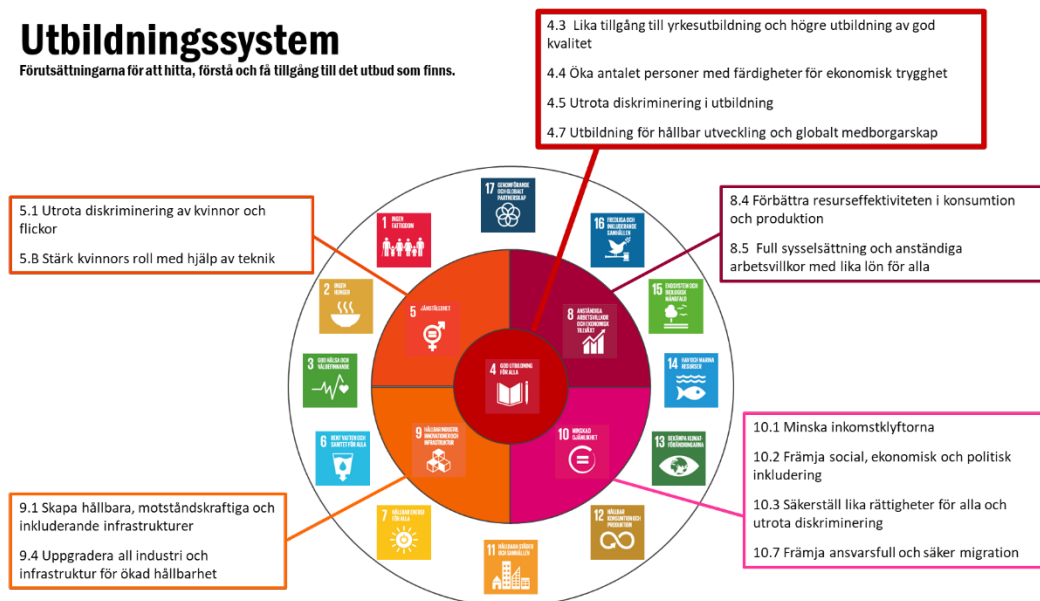 Utbildningssystem
Förutsättningarna för att hitta, förstå och få tillgång till det utbud som finns.
4.3 Lika tillgång till yrkesutbildning och högre utbildning av god
kvalitet
4.4 Öka antalet personer med färdigheter för ekonomisk trygghet
4.5 Utrota diskriminering i utbildning
4.7 Utbildning för hållbar utveckling och globalt medborgarskap
5.1 Utrota diskriminering av kvinnor och
flickor
5.B Stärk kvinnors roll med hjälp av teknik
8.4 Förbättra resurseffektiviteten i konsumtion
och produktion
8.5 Full sysselsättning och anständiga
arbetsvillkor med lika lön för alla
17 GENOMFÖRANDE
OCH GLOBALT
PARTNERSKAP
1 INGEN
FATTIGDOM
16 FREDLIGA OCH
INKLUDERANDE
SAMHÄLLEN
2 INGEN
HUNGER
15 EKOSYSTEM OCH
BIOLOGISK
MÅNGFALD
5 JÄMSTÄLLDHET
8 ANSTÄNDIGA
ARBETSVILLKOR
OCH EKONOMISK
TILLVÄXT
3 GOD HÄLSA OCH
VÄLBEFINNANDE
4 GOD UTBILDNING
FÖR ALLA
14 HAV OCH MARINA
RESURSER
6 RENT VATTEN OCH
SANITET FÖR ALLA
9 HÅLLBAR INDUSTRI,
INNOVATIONER OCH
INFRASTRUKTUR
10 MINSKAD
OJÄMLIKHET
13 BEKÄMPA KLIMAT-
FÖRÄNDRINGARNA
7 HÅLLBAR ENERGI
FÖR ALLA
12 HÅLLBAR
KONSUMTION OCH
PRODUKTION
11 HÅLLBARA STÄDER
OCH SAMHÄLLEN
10.1 Minska inkomstklyftorna
10.2 Främja social, ekonomisk och politisk
inkludering
10.3 Säkerställ lika rättigheter för alla och
utrota diskriminering
10.7 Främja ansvarsfull och säker migration
9.1 Skapa hållbara, motståndskraftiga och
inkluderande infrastrukturer
9.4 Uppgradera all industri och
infrastruktur för ökad hållbarhet